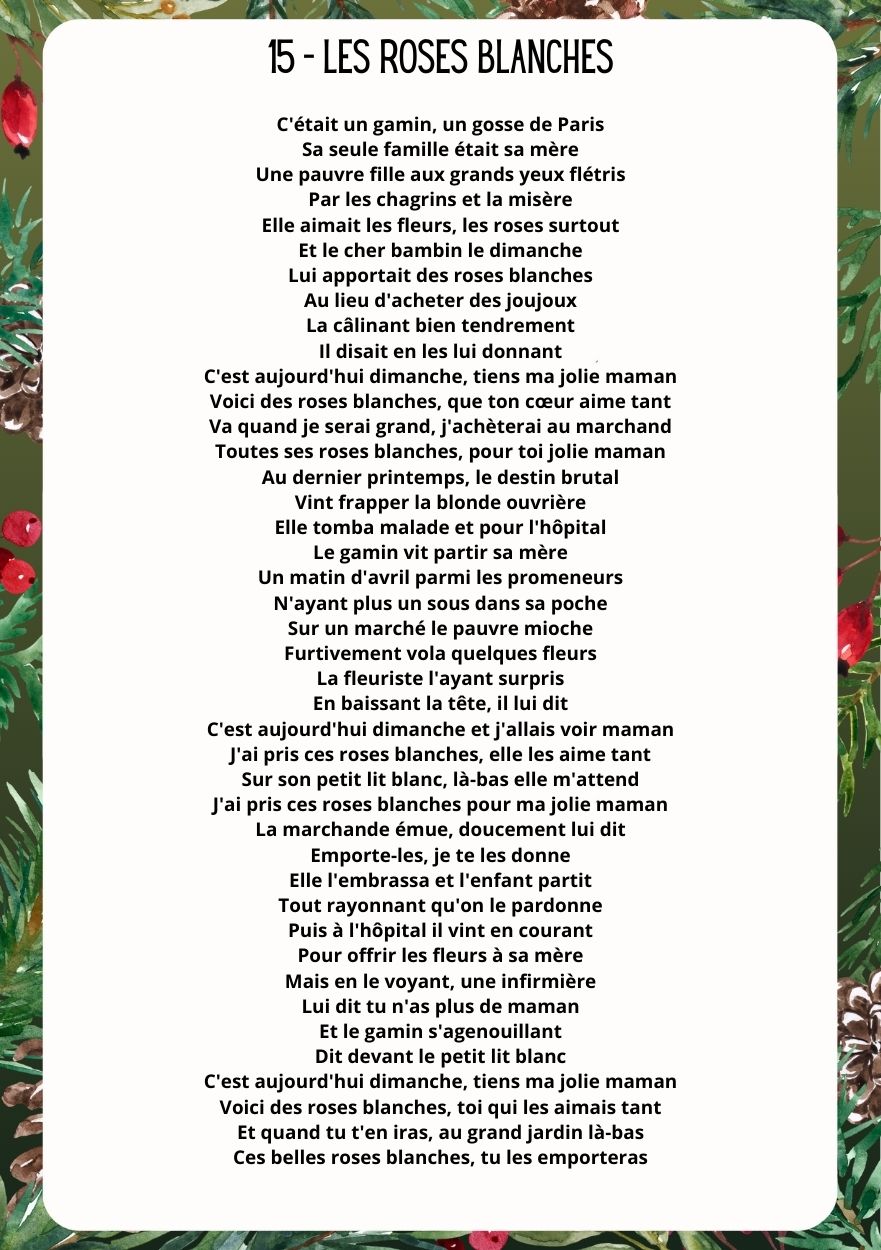 15 - LES ROSES BLANCHES
C'était un gamin, un gosse de Paris
Sa seule famille était sa mère
Une pauvre fille aux grands yeux flétris
Par les chagrins et la misère
Elle aimait les fleurs, les roses surtout
Et le cher bambin le dimanche
Lui apportait des roses blanches
Au lieu d'acheter des joujoux
La câlinant bien tendrement
Il disait en les lui donnant
C'est aujourd'hui dimanche, tiens ma jolie maman
Voici des roses blanches, que ton cœur aime tant
Va quand je serai grand, j'achèterai au marchand
Toutes ses roses blanches, pour toi jolie maman
Au dernier printemps, le destin brutal
Vint frapper la blonde ouvrière
Elle tomba malade et pour l'hôpital
Le gamin vit partir sa mère
Un matin d'avril parmi les promeneurs
N'ayant plus un sous dans sa poche
Sur un marché le pauvre mioche
Furtivement vola quelques fleurs
La fleuriste l'ayant surpris
En baissant la tête, il lui dit
C'est aujourd'hui dimanche et j'allais voir maman
J'ai pris ces roses blanches, elle les aime tant
Sur son petit lit blanc, là-bas elle m'attend
J'ai pris ces roses blanches pour ma jolie maman
La marchande émue, doucement lui dit
Emporte-les, je te les donne
Elle l'embrassa et l'enfant partit
Tout rayonnant qu'on le pardonne
Puis à l'hôpital il vint en courant
Pour offrir les fleurs à sa mère
Mais en le voyant, une infirmière
Lui dit tu n'as plus de maman
Et le gamin s'agenouillant
Dit devant le petit lit blanc
C'est aujourd'hui dimanche, tiens ma jolie maman
Voici des roses blanches, toi qui les aimais tant
Et quand tu t'en iras, au grand jardin là-bas
Ces belles roses blanches, tu les emporteras